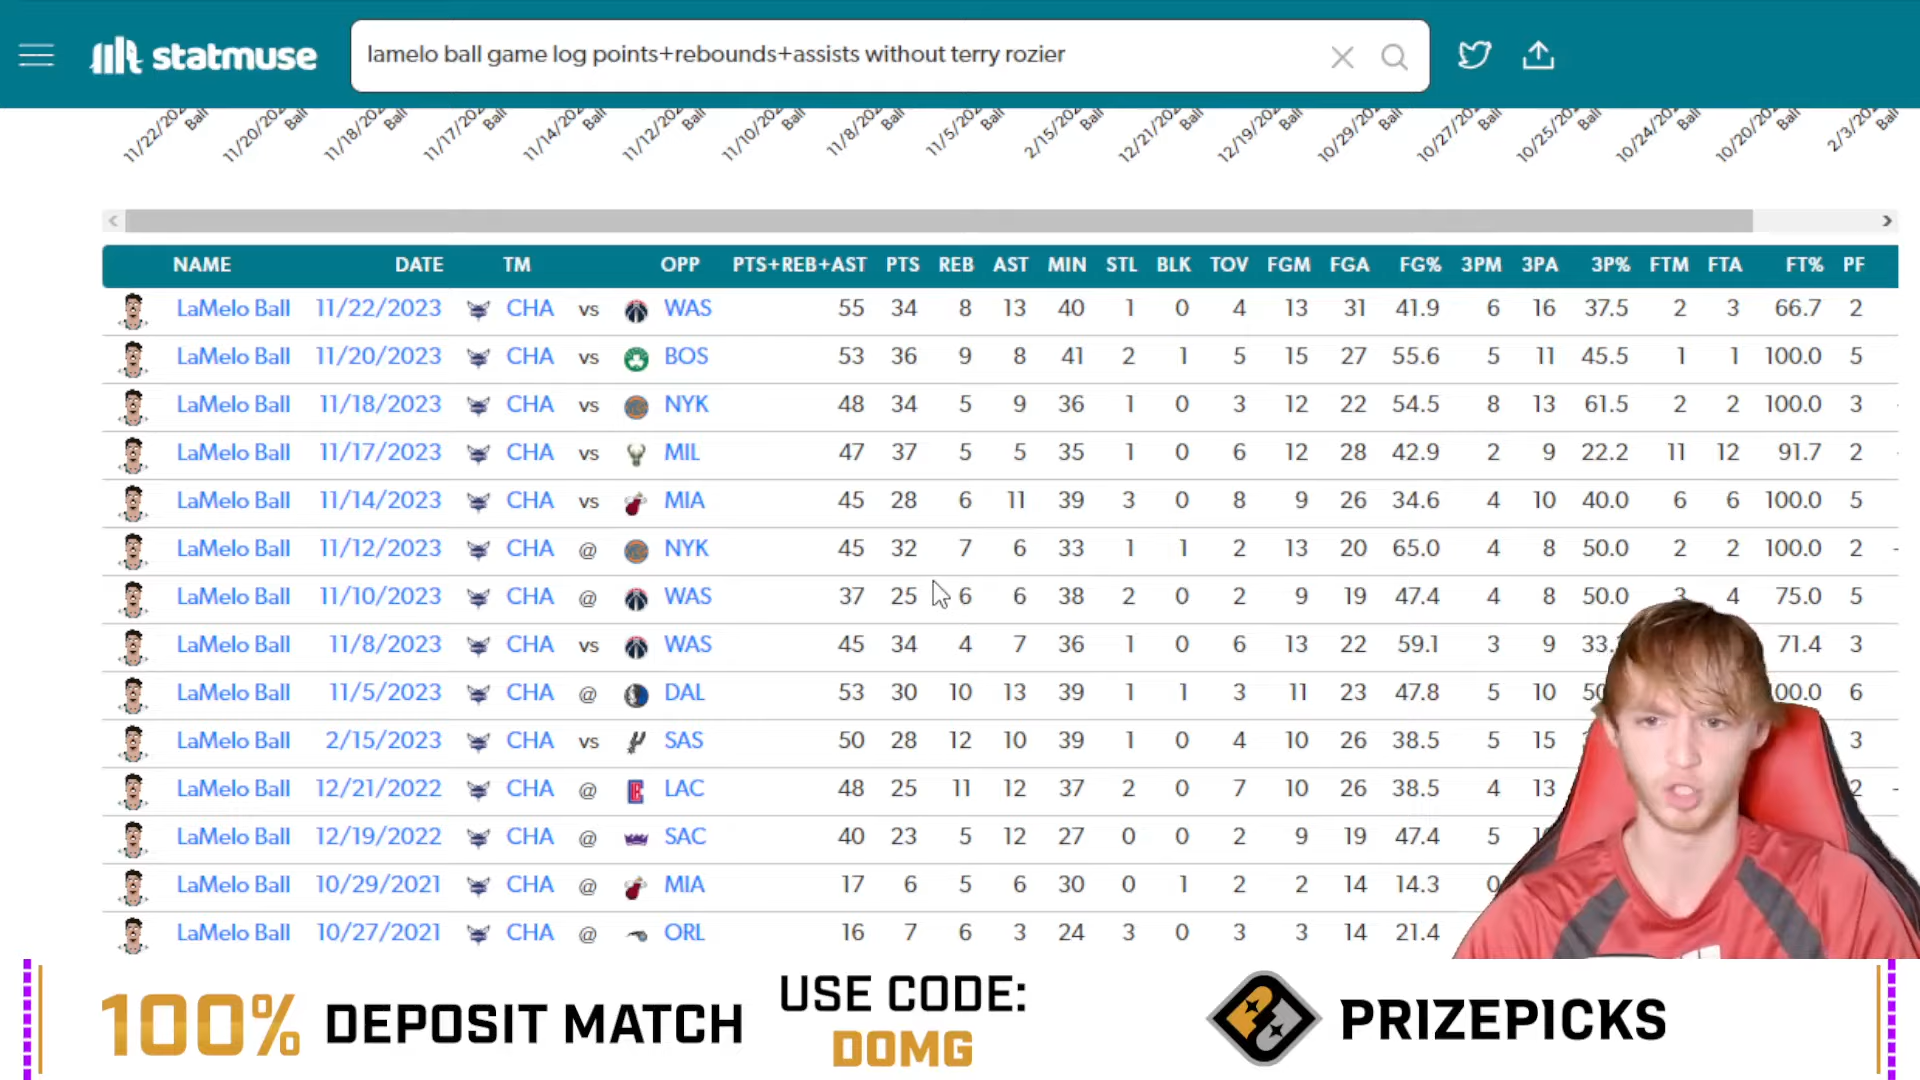 statmuse
lamelo ball game log points+rebounds+assists without terry rozier
NAME DATE TM OPP PTS+REB+AST PTS REB AST MIN STL BLK TOV FGM FGA FG% 3PM 3PA 3P% FTM FTA FT% PF
LaMelo Ball 11/22/2023 CHA vs WAS 55 34 8 13 40 1 0 4 13 31 41.9 6 16 37.5 2 3 66.7 2
LaMelo Ball 11/20/2023 CHA vs BOS 53 36 9 8 41 2 1 5 15 27 55.6 5 11 45.5 1 1 100.0 5
LaMelo Ball 11/18/2023 CHA vs NYK 48 34 5 9 36 1 0 3 12 22 54.5 8 13 61.5 2 2 100.0 3
LaMelo Ball 11/17/2023 CHA vs MIL 47 37 5 5 35 1 0 6 12 28 42.9 2 9 22.2 11 12 91.7 2
LaMelo Ball 11/14/2023 CHA vs MIA 45 28 6 11 39 3 0 8 9 26 34.6 4 10 40.0 6 6 100.0 5
LaMelo Ball 11/12/2023 CHA @ NYK 45 32 7 6 33 1 1 2 13 20 65.0 4 8 50.0 2 2 100.0 2
LaMelo Ball 11/10/2023 CHA @ WAS 37 25 6 6 38 2 0 2 9 19 47.4 4 8 50.0 3 4 75.0 5
LaMelo Ball 11/8/2023 CHA vs WAS 45 34 4 7 36 1 0 6 13 22 59.1 3 9 33. 71.4 3
LaMelo Ball 11/5/2023 CHA @ DAL 53 30 10 13 39 1 1 3 11 23 47.8 5 10 50 00.0 6
LaMelo Ball 2/15/2023 CHA vs SAS 50 28 12 10 39 1 0 4 10 26 38.5 5 15 3
LaMelo Ball 12/21/2022 CHA @ LAC 48 25 11 12 37 2 0 7 10 26 38.5 4 13 2
LaMelo Ball 12/19/2022 CHA @ SAC 40 23 5 12 27 0 0 2 9 19 47.4 5
LaMelo Ball 10/29/2021 CHA @ MIA 17 6 5 6 30 0 1 2 2 14 14.3 0
LaMelo Ball 10/27/2021 CHA @ ORL 16 7 6 3 24 3 0 3 3 14 21.4
100% DEPOSIT MATCH
USE CODE:
DOMG
PRIZEPICKS